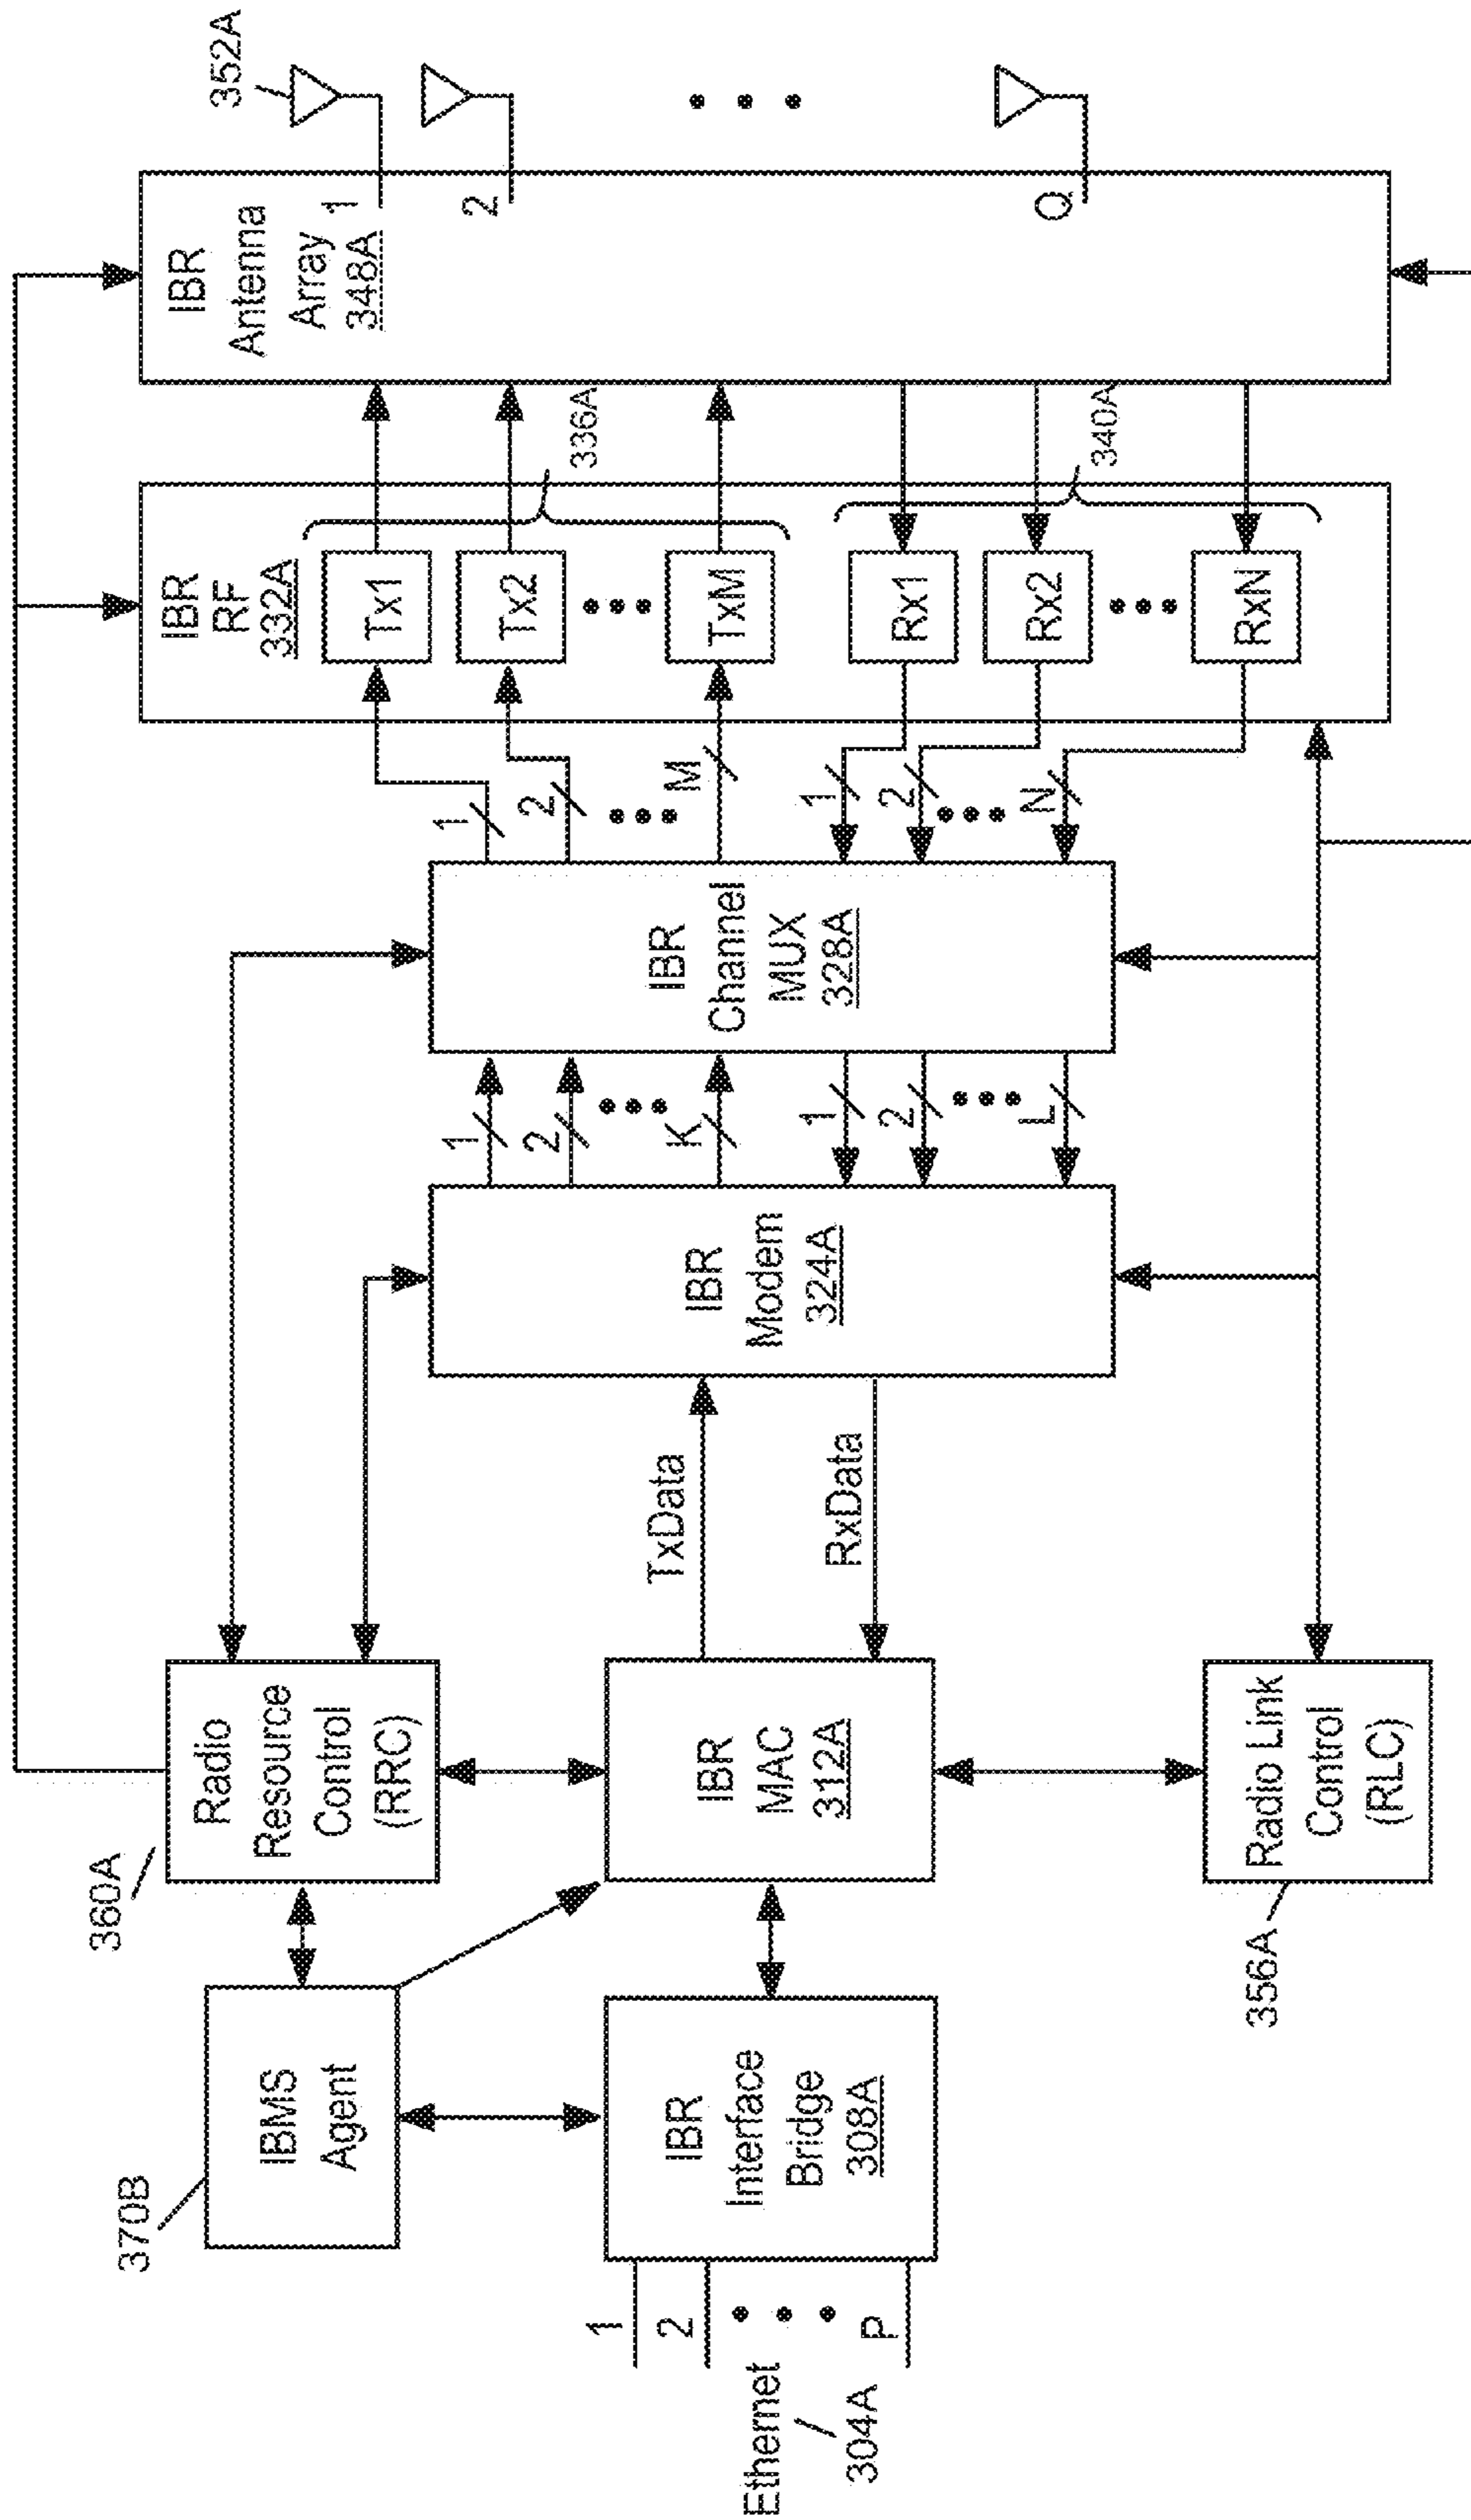 370B
IBMS
Agent
360A
Radio
Resource
Control
(RRC)
Ethernet
304A
1
2
P
IBR
Interface
Bridge
308A
IBR
MAC
312A
356A
Radio Link
Control
(RLC)
TxData
RxData
IBR
Modem
324A
1
2
K
1
2
L
IBR
Channel
MUX
328A
1
2
M
1
2
N
IBR
RF
332A
Tx1
Tx2
TxM
Rx1
Rx2
RxN
336A
340A
IBR
Antenna
Array
348A
1
2
Q
352A